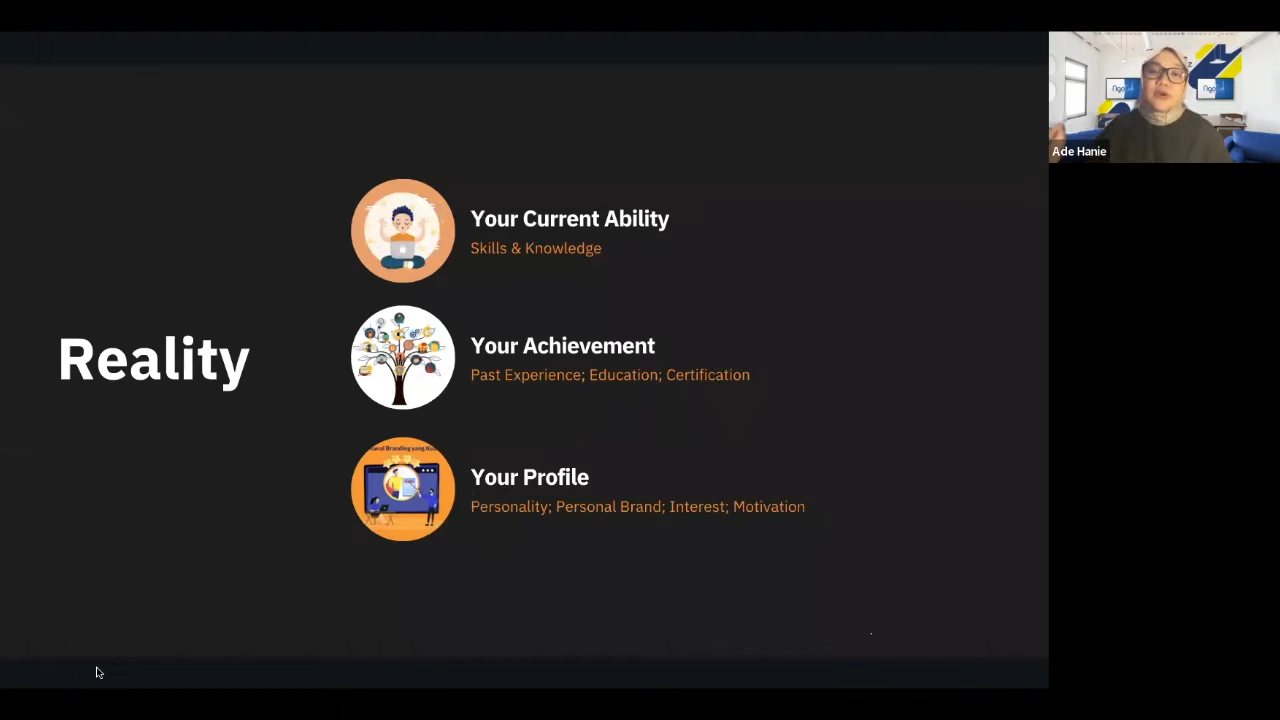 Your Current Ability
Skills & Knowledge
Reality
Your Achievement
Past Experience; Education; Certification
Your Profile
Personality; Personal Brand; Interest; Motivation
Ade Hanie